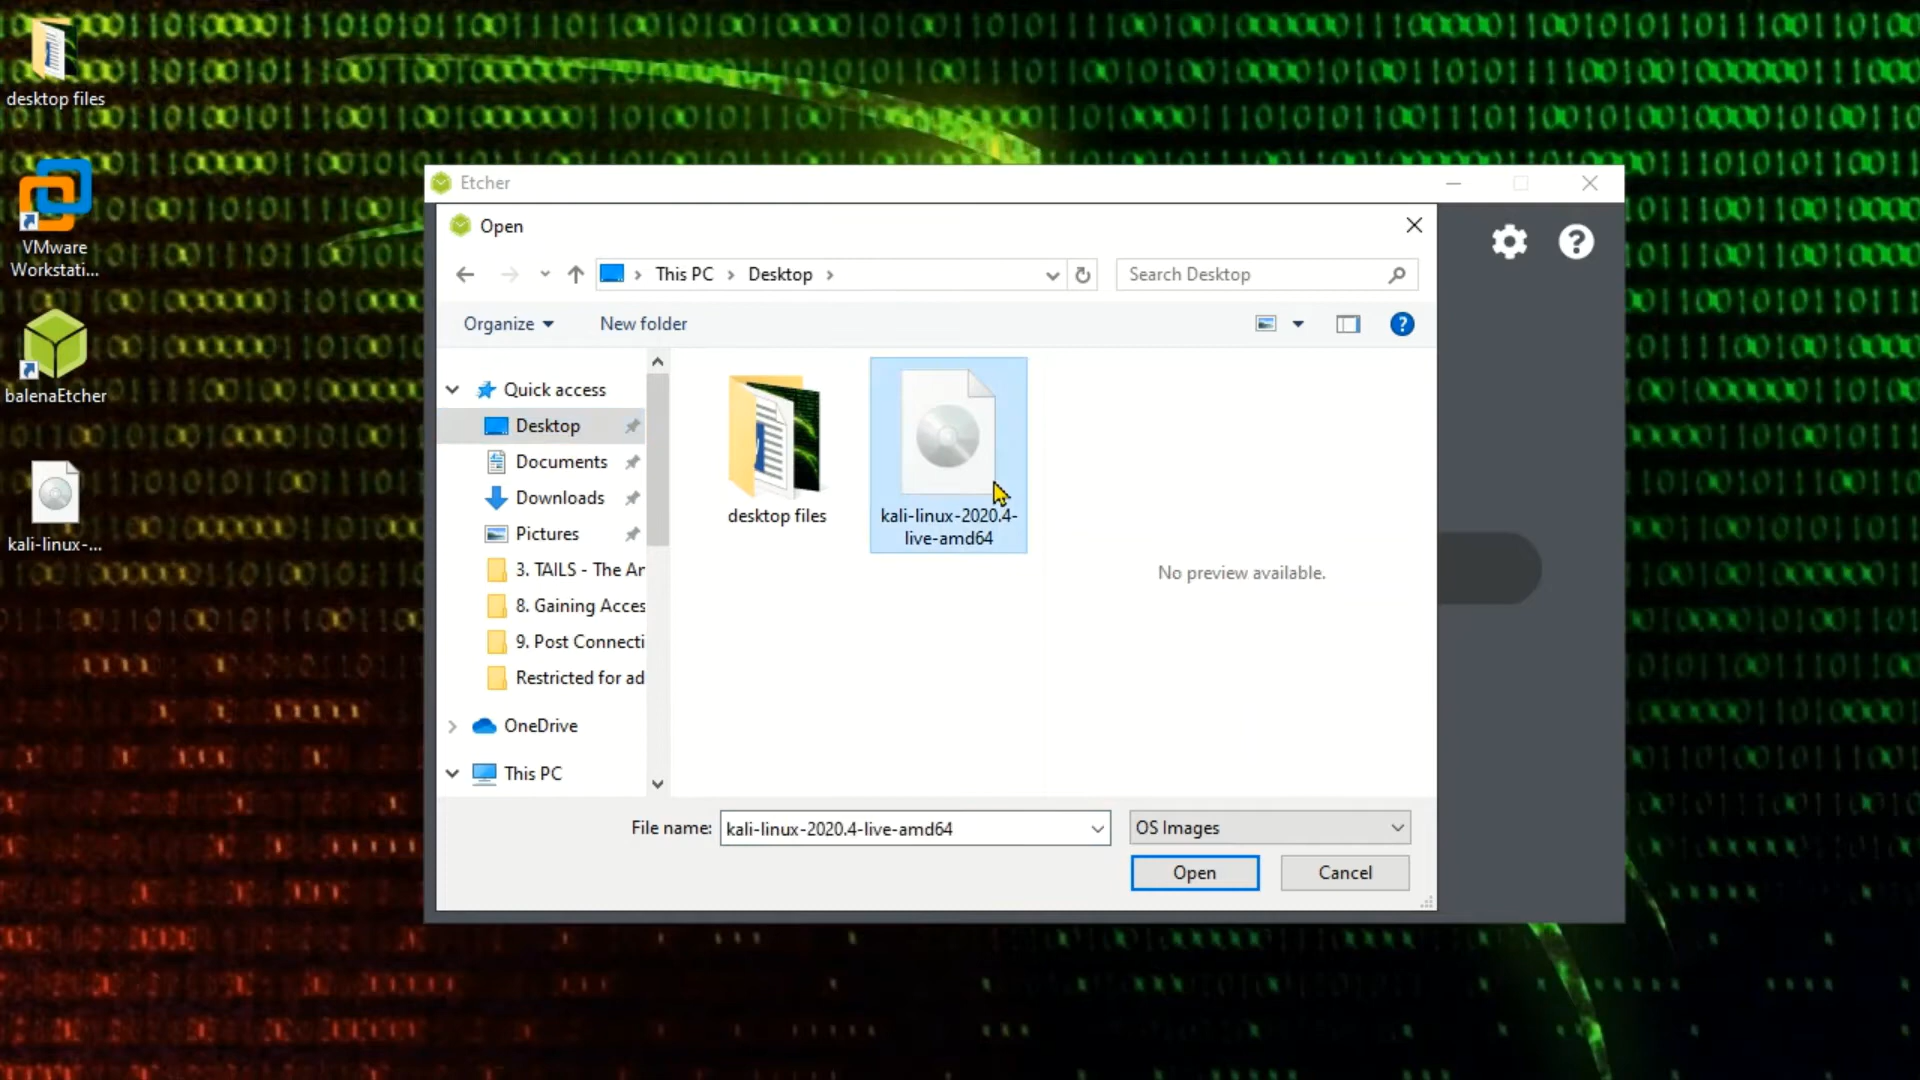 desktop files
VMware
Workstati...
balenaEtcher
kali-linux-...
Etcher
Open
This PC
Desktop
Search Desktop
Organize
New folder
Quick access
Desktop
Documents
Downloads
Pictures
3. TAILS - The Ar
8. Gaining Acces
9. Post Connecti
Restricted for ad
OneDrive
This PC
desktop files
kali-linux-2020.4-
live-amd64
No preview available.
File name:
kali-linux-2020.4-live-amd64
OS Images
Open
Cancel